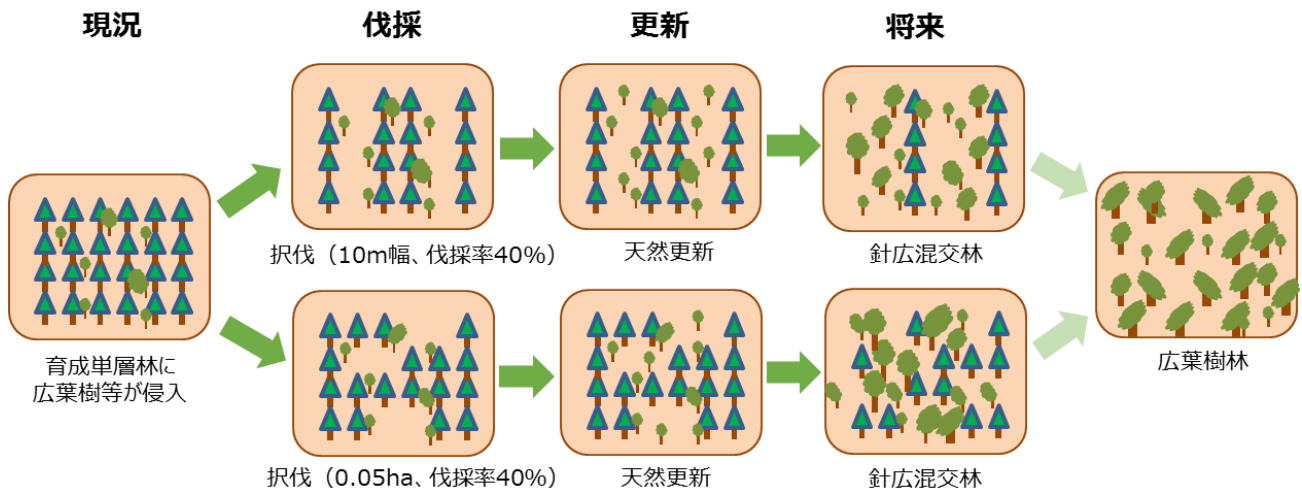 現況
伐採
更新
将来
択伐（10m幅、伐採率40%）
天然更新
針広混交林
育成単層林に
広葉樹等が侵入
広葉樹林
択伐（0.05ha、伐採率40%）
天然更新
針広混交林